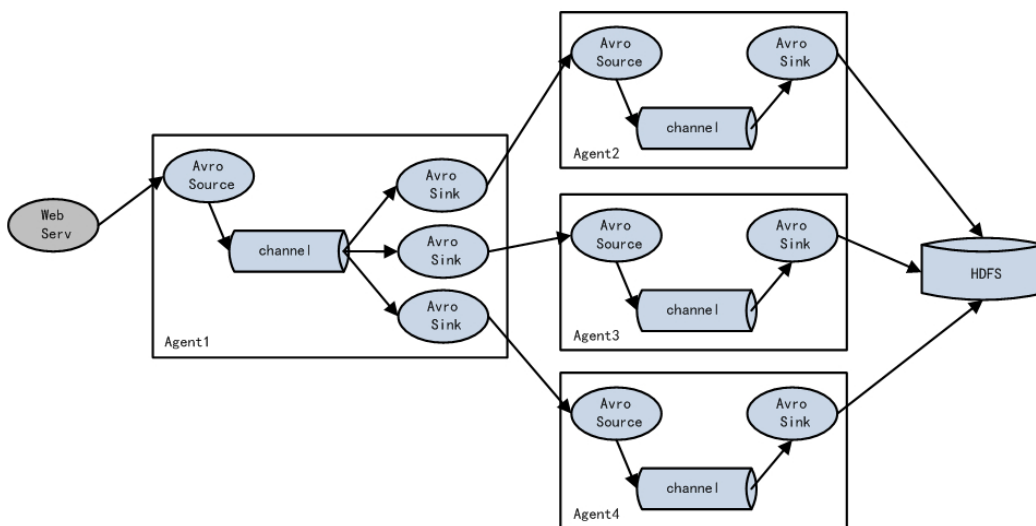 Web
Serv
Avro
Source
channel
Avro
Sink
Avro
Sink
Avro
Sink
Agent1
Avro
Source
channel
Avro
Sink
Agent2
Avro
Source
channel
Avro
Sink
Agent3
Avro
Source
channel
Avro
Sink
Agent4
HDFS